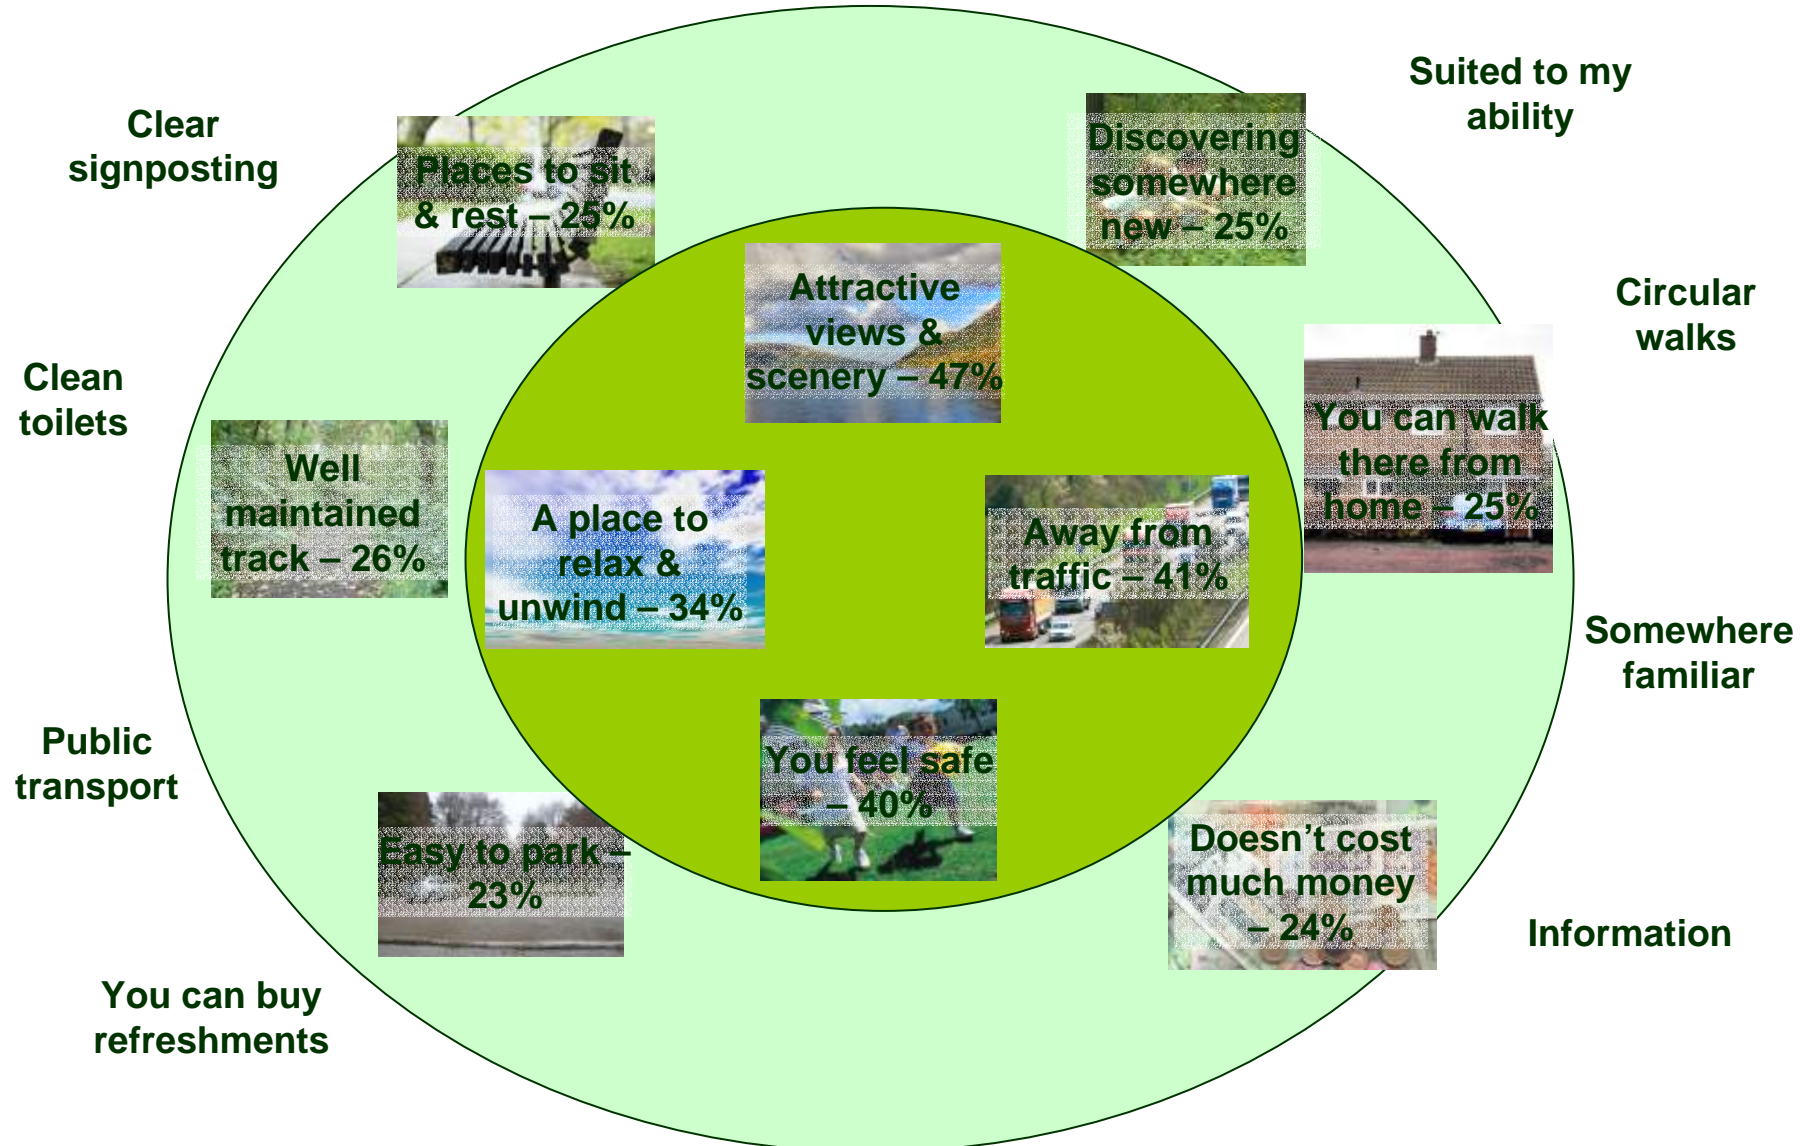 Clear
signposting
Places to sit
& rest – 25%
Discovering
somewhere
new – 25%
Suited to my
ability
Attractive
views &
scenery – 47%
Circular
walks
Clean
toilets
Well
maintained
track – 26%
A place to
relax &
unwind – 34%
Away from
traffic – 41%
You can walk
there from
home – 25%
Somewhere
familiar
Public
transport
You feel safe
– 40%
Easy to park –
23%
Doesn’t cost
much money
– 24%
Information
You can buy
refreshments